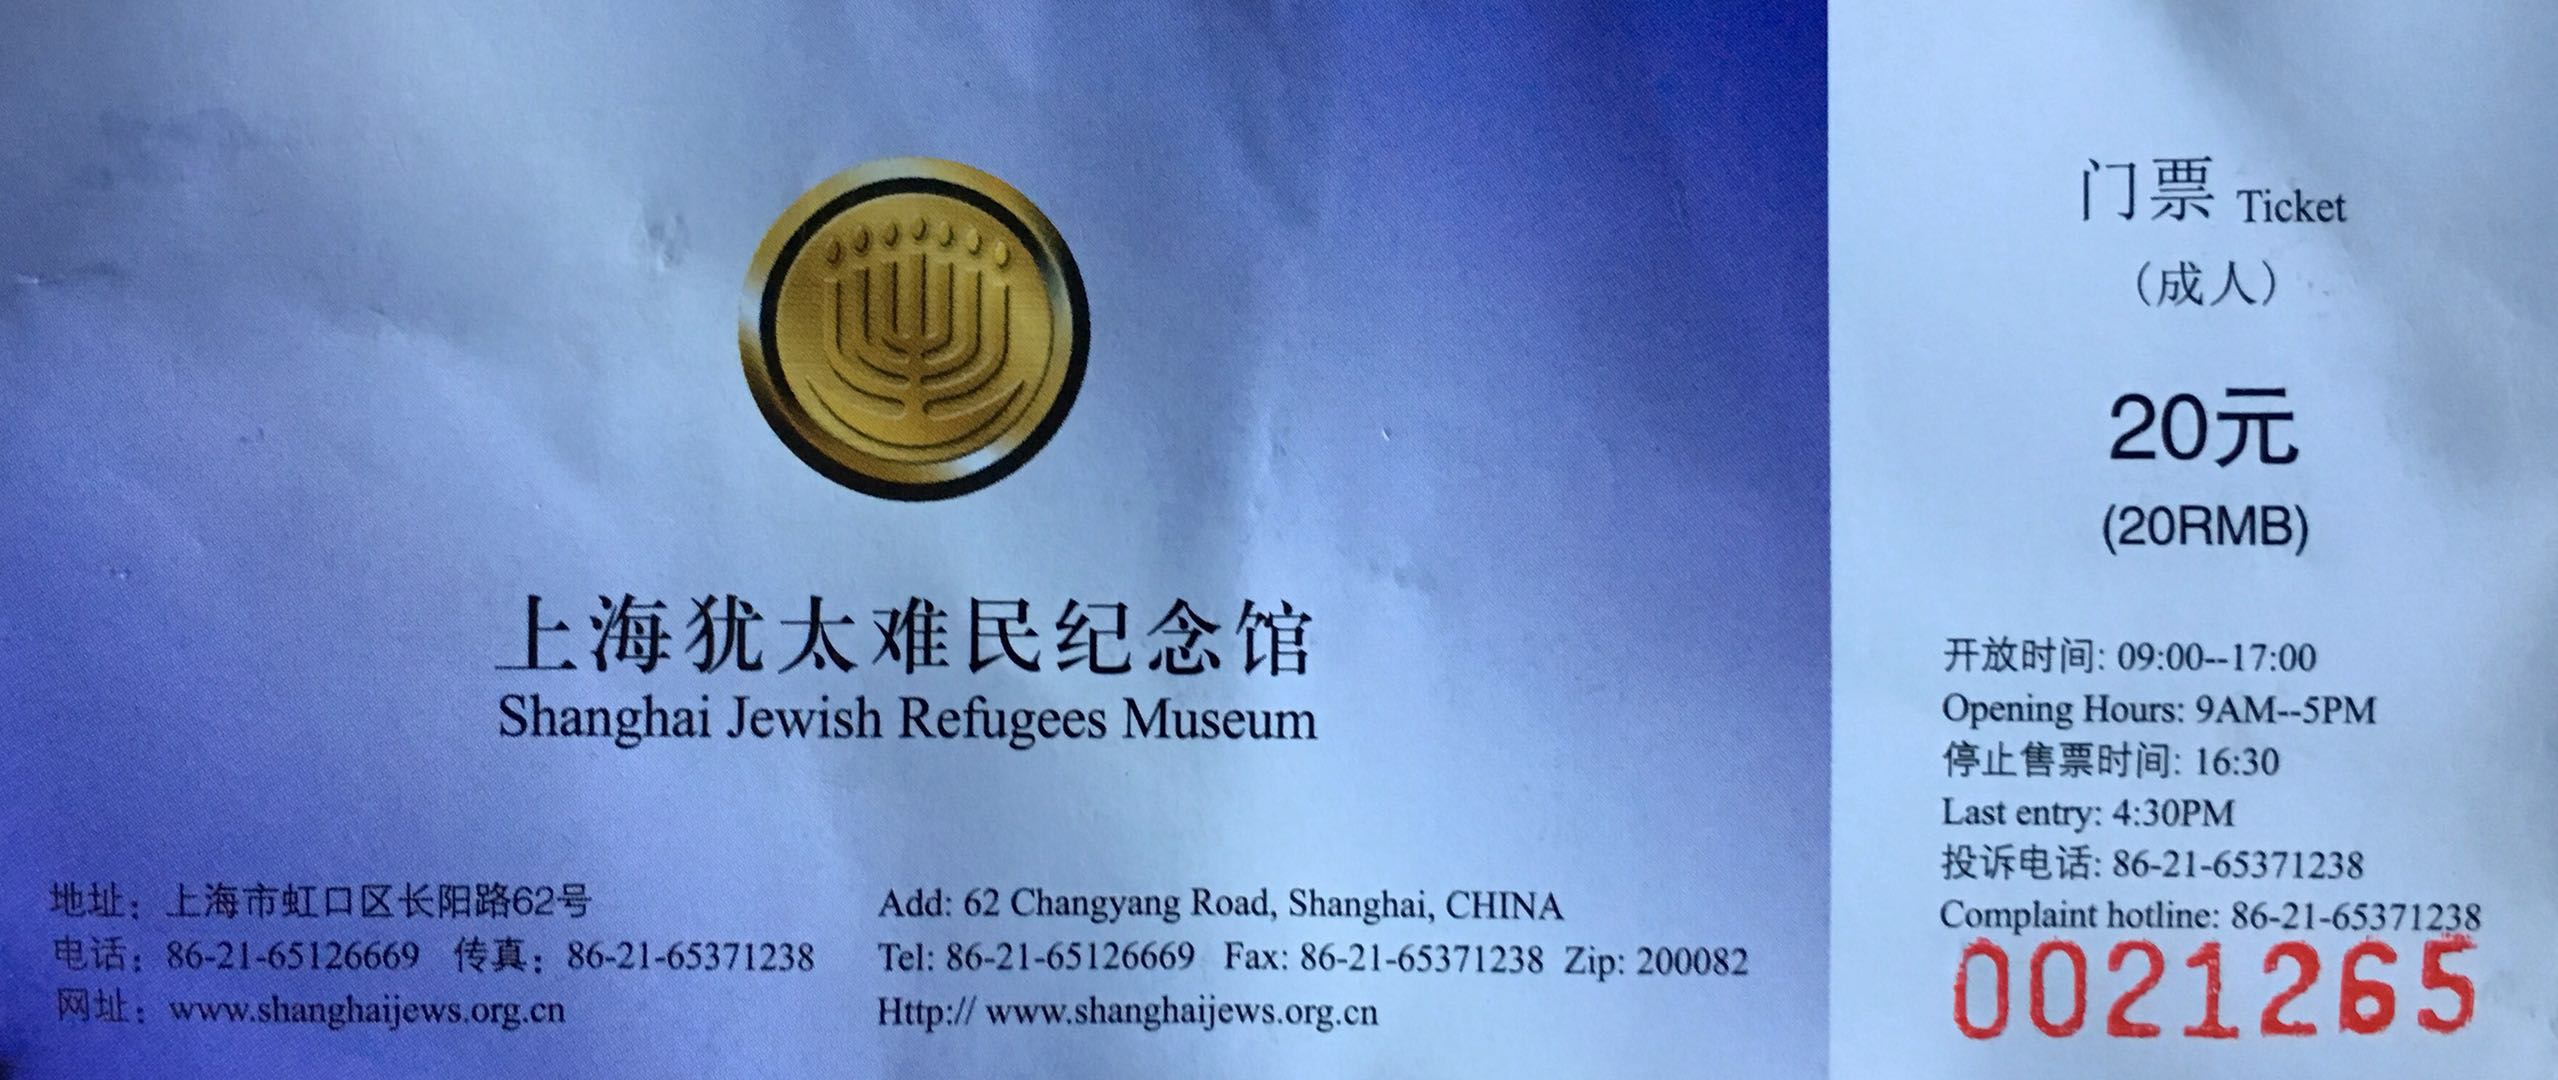 上海犹太难民纪念馆
Shanghai Jewish Refugees Museum
地址：上海市虹口区长阳路62号
电话：86-21-65126669 传真：86-21-65371238
网址：www.shanghaijews.org.cn
Add: 62 Changyang Road, Shanghai, CHINA
Tel: 86-21-65126669 Fax: 86-21-65371238 Zip: 200082
Http:// www.shanghaijews.org.cn
门票 Ticket
（成人）
20元
(20RMB)
开放时间: 09:00--17:00
Opening Hours: 9AM--5PM
停止售票时间: 16:30
Last entry: 4:30PM
投诉电话: 86-21-65371238
Complaint hotline: 86-21-65371238
0021265